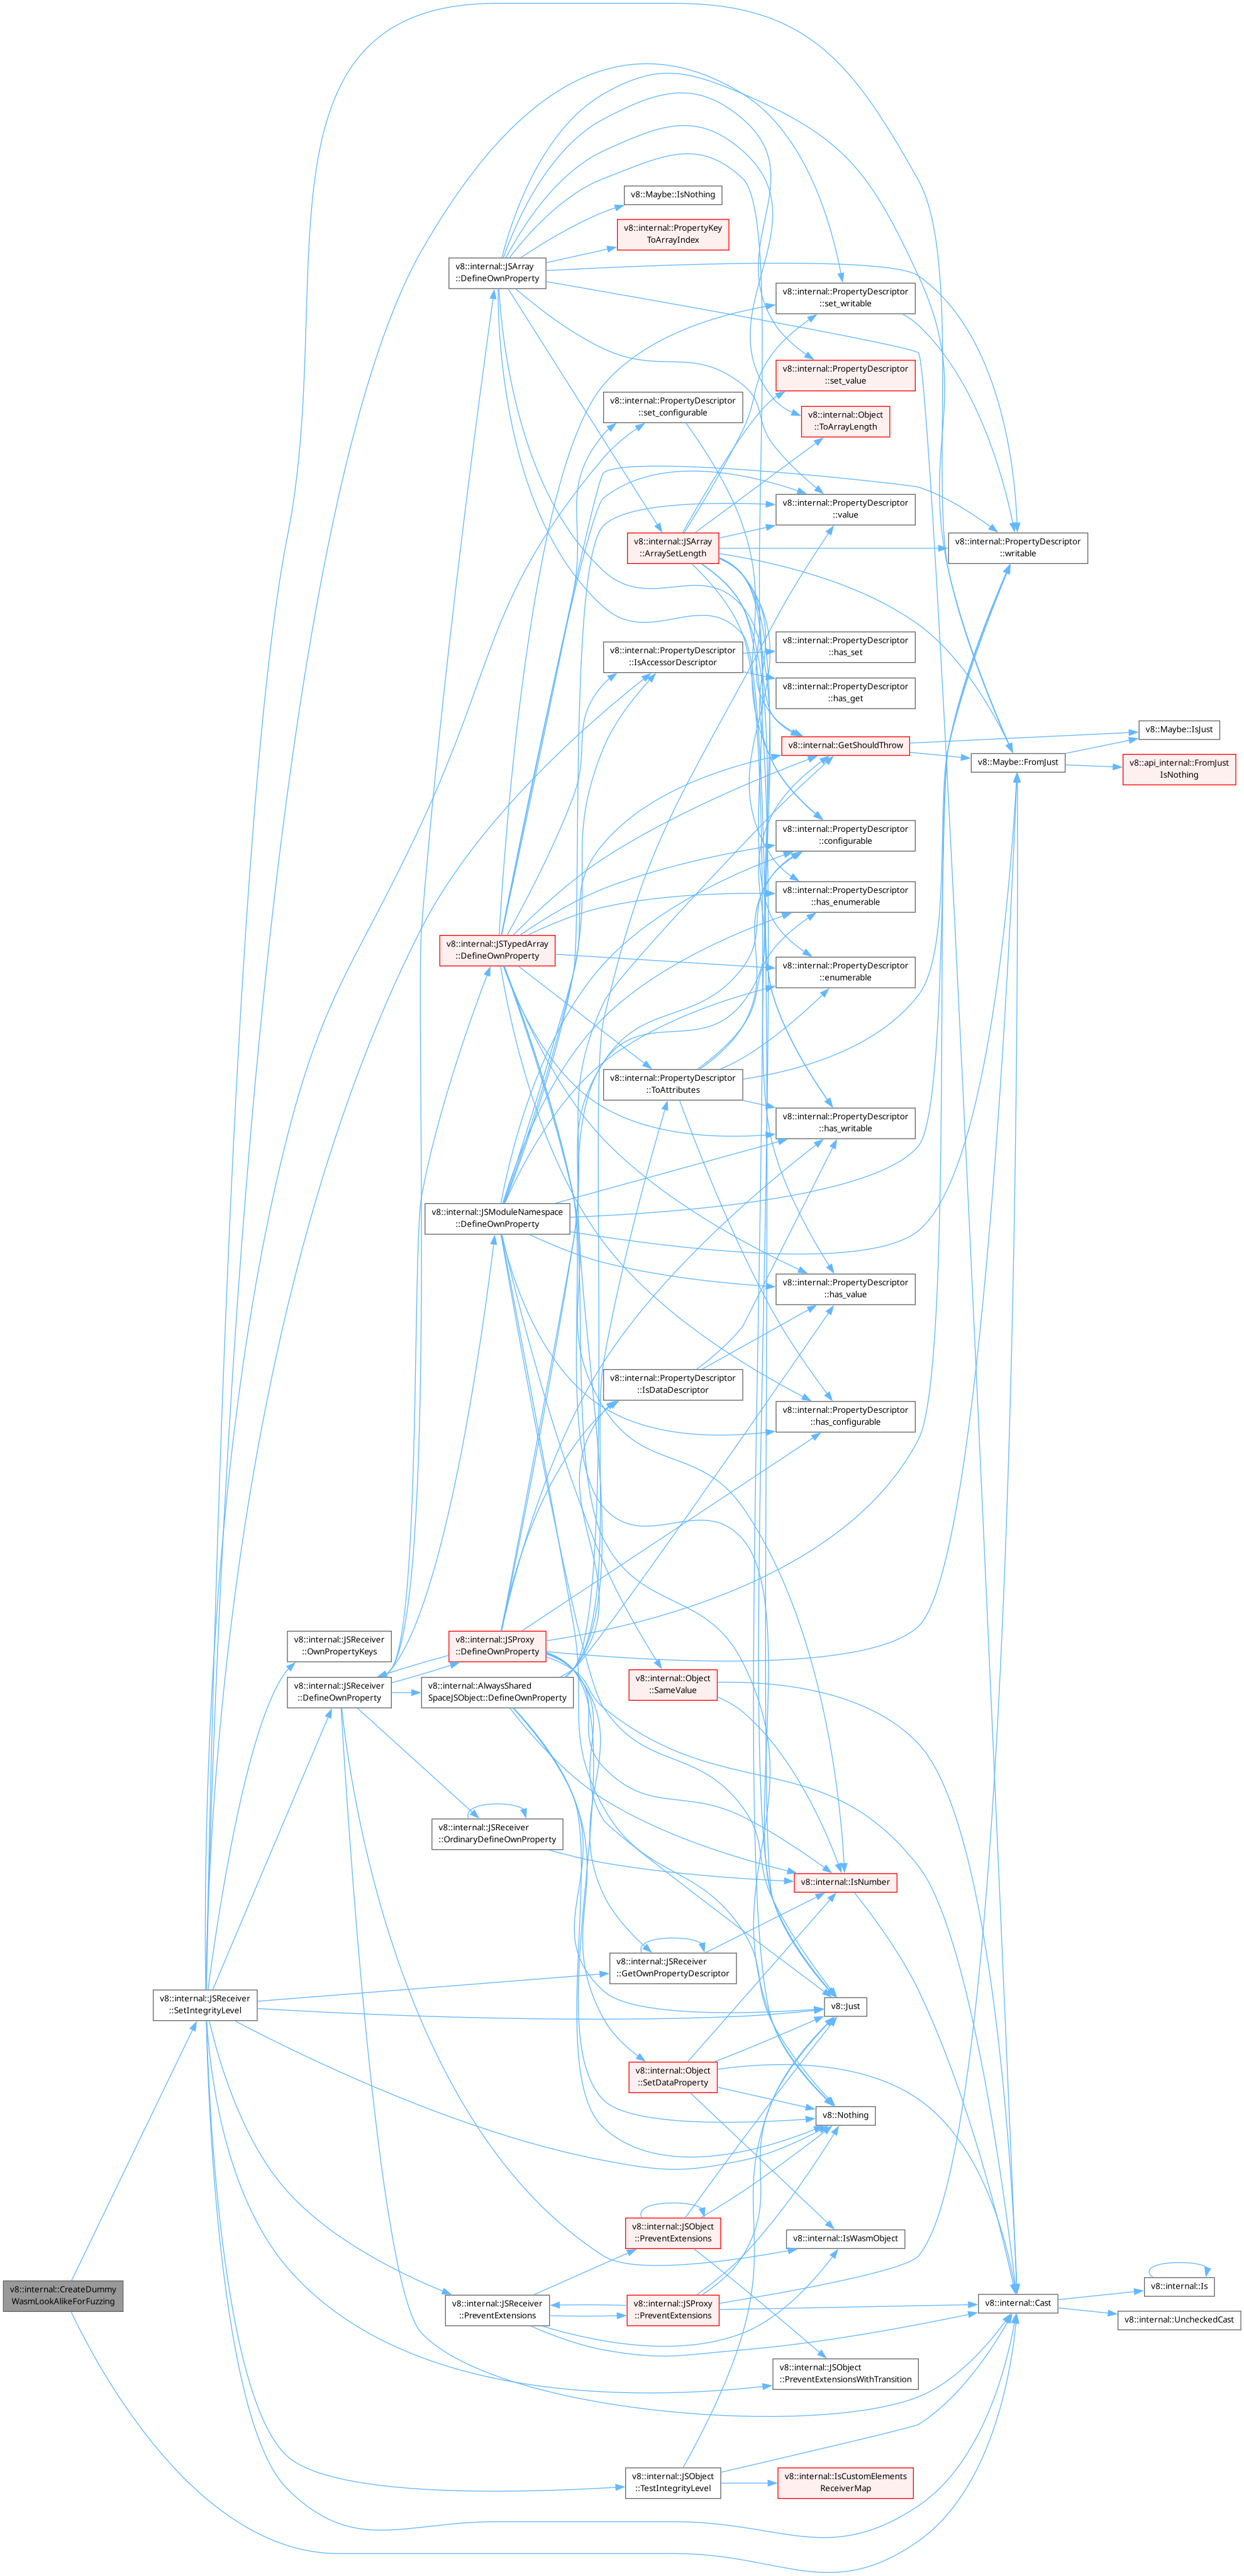 v8::Maybe::IsNothing
v8::internal::PropertyKey
ToArrayIndex
v8::internal::JSArray
::DefineOwnProperty
v8::internal::PropertyDescriptor
::set_writable
v8::internal::PropertyDescriptor
::set_value
v8::internal::PropertyDescriptor
::set_configurable
v8::internal::Object
::ToArrayLength
v8::internal::PropertyDescriptor
::value
v8::internal::JSArray
::ArraySetLength
v8::internal::PropertyDescriptor
::writable
v8::internal::PropertyDescriptor
::has_set
v8::internal::PropertyDescriptor
::IsAccessorDescriptor
v8::internal::PropertyDescriptor
::has_get
v8::Maybe::IsJust
v8::internal::GetShouldThrow
v8::Maybe::FromJust
v8::api_internal::FromJust
IsNothing
v8::internal::PropertyDescriptor
::configurable
v8::internal::PropertyDescriptor
::has_enumerable
v8::internal::JSTypedArray
::DefineOwnProperty
v8::internal::PropertyDescriptor
::enumerable
v8::internal::PropertyDescriptor
::ToAttributes
v8::internal::PropertyDescriptor
::has_writable
v8::internal::JSModuleNamespace
::DefineOwnProperty
v8::internal::PropertyDescriptor
::has_value
v8::internal::PropertyDescriptor
::IsDataDescriptor
v8::internal::PropertyDescriptor
::has_configurable
v8::internal::JSReceiver
::OwnPropertyKeys
v8::internal::JSProxy
::DefineOwnProperty
v8::internal::JSReceiver
::DefineOwnProperty
v8::internal::AlwaysShared
SpaceJSObject::DefineOwnProperty
v8::internal::Object
::SameValue
v8::internal::JSReceiver
::OrdinaryDefineOwnProperty
v8::internal::IsNumber
v8::internal::JSReceiver
::GetOwnPropertyDescriptor
v8::internal::JSReceiver
::SetIntegrityLevel
v8::Just
v8::internal::Object
::SetDataProperty
v8::Nothing
v8::internal::JSObject
::PreventExtensions
v8::internal::IsWasmObject
v8::internal::CreateDummy
WasmLookAlikeForFuzzing
v8::internal::JSReceiver
::PreventExtensions
v8::internal::JSProxy
::PreventExtensions
v8::internal::Cast
v8::internal::Is
v8::internal::UncheckedCast
v8::internal::JSObject
::PreventExtensionsWithTransition
v8::internal::JSObject
::TestIntegrityLevel
v8::internal::IsCustomElements
ReceiverMap